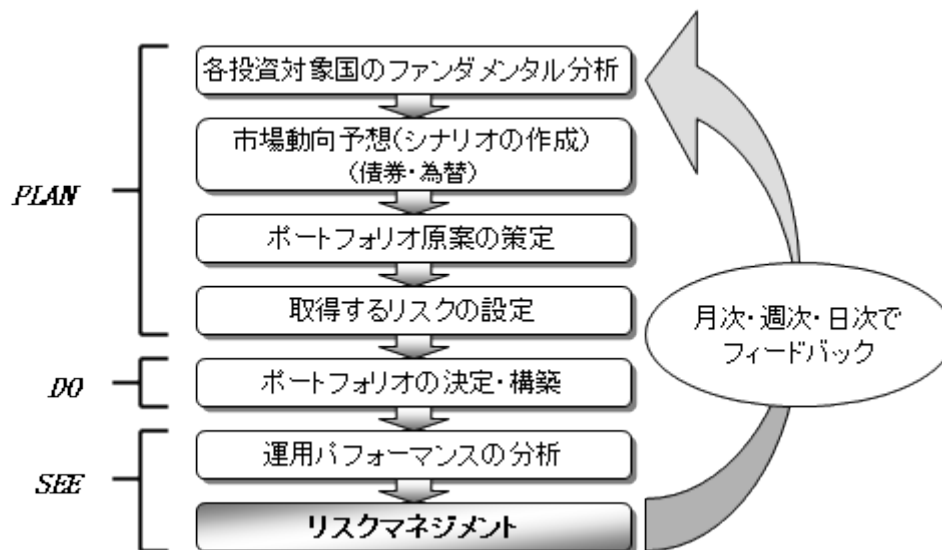 各投資対象国のファンダメンタル分析
市場動向予想(シナリオの作成)
(債券・為替)
PLAN
ポートフォリオ原案の策定
取得するリスクの設定
月次・週次・日次で
フィードバック
DO
ポートフォリオの決定・構築
運用パフォーマンスの分析
SEE
リスクマネジメント